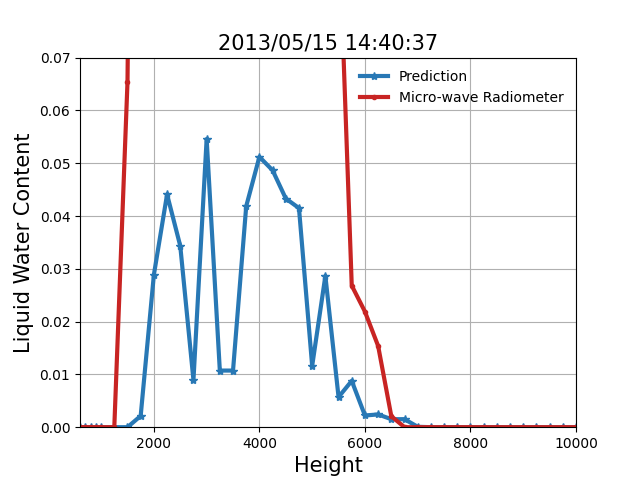 2013/05/15 14:40:37
0.07
0.06
0.05
0.04
0.03
0.02
0.01
0.00
Liquid Water Content
Prediction
Micro-wave Radiometer
2000 4000 6000 8000 10000
Height